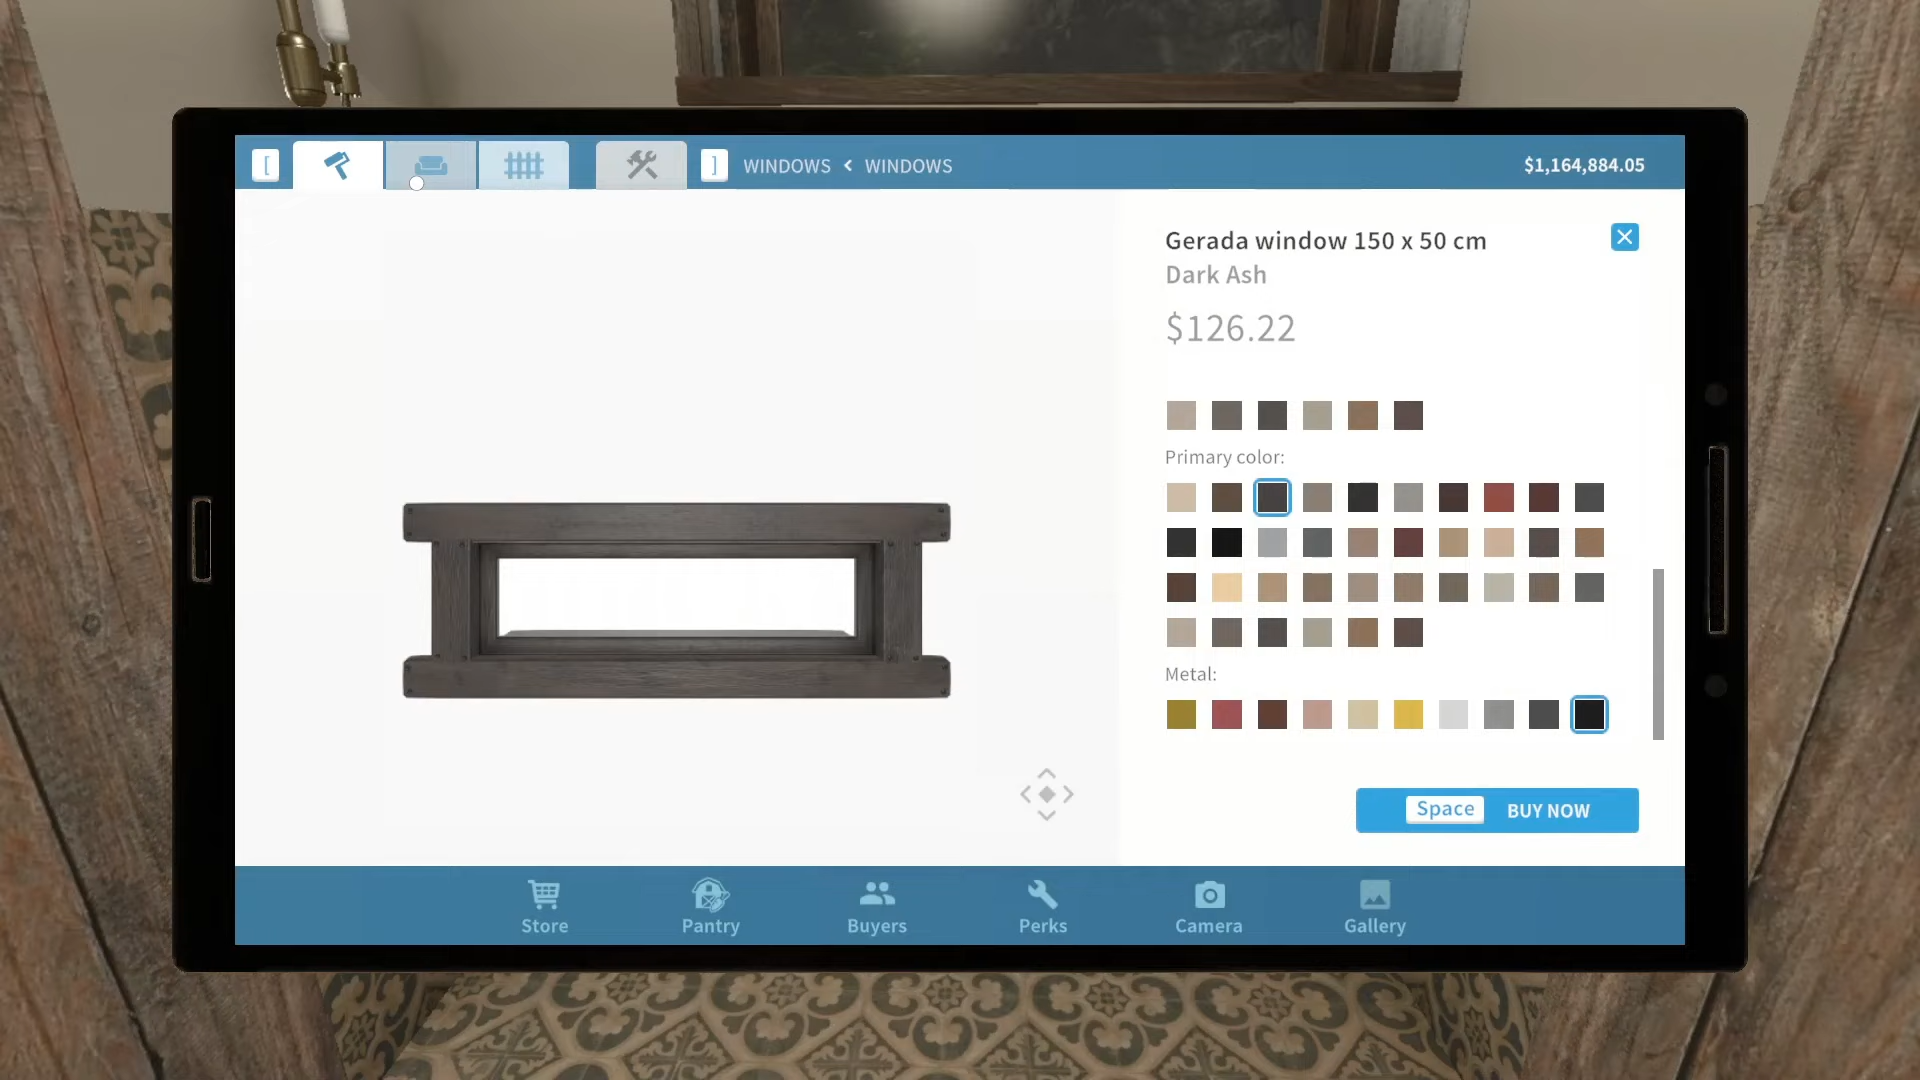 [
]
WINDOWS < WINDOWS
$1,164,884.05
Gerada window 150 x 50 cm
Dark Ash
$126.22
Primary color:
Metal:
Space BUY NOW
Store
Pantry
Buyers
Perks
Camera
Gallery